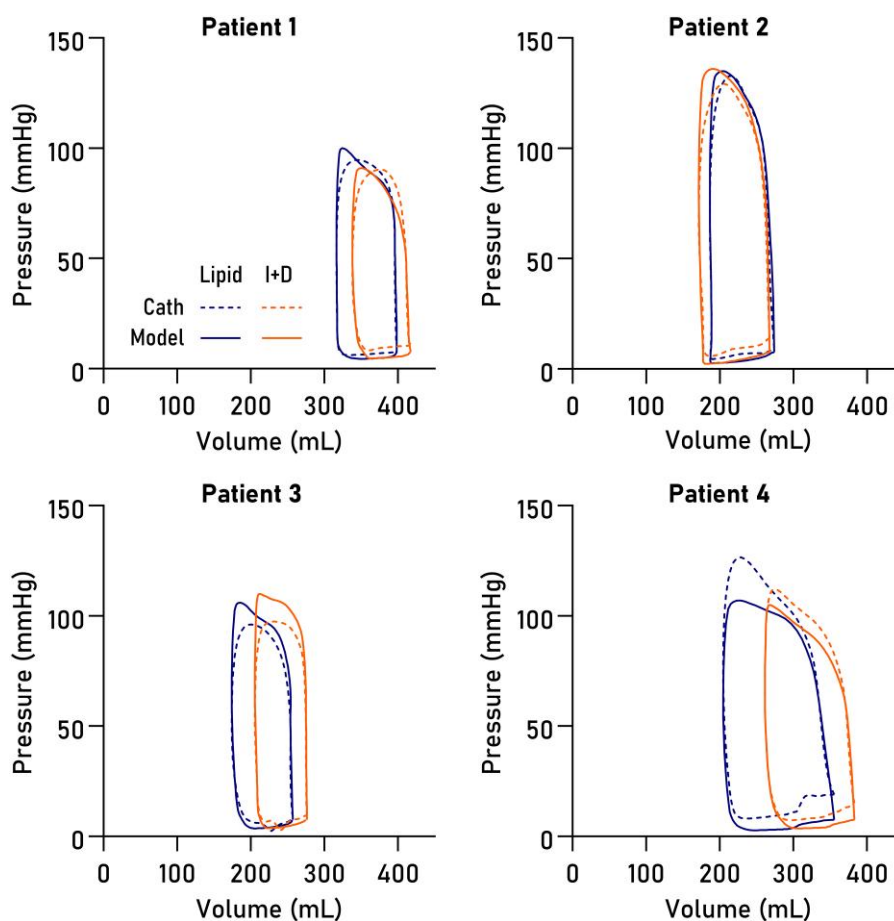 Patient 1
150
100
50
0
Pressure (mmHg)
Lipid I+D
Cath
Model
0 100 200 300 400
Volume (mL)
Patient 2
150
100
50
0
Pressure (mmHg)
0 100 200 300 400
Volume (mL)
Patient 3
150
100
50
0
Pressure (mmHg)
0 100 200 300 400
Volume (mL)
Patient 4
150
100
50
0
Pressure (mmHg)
0 100 200 300 400
Volume (mL)